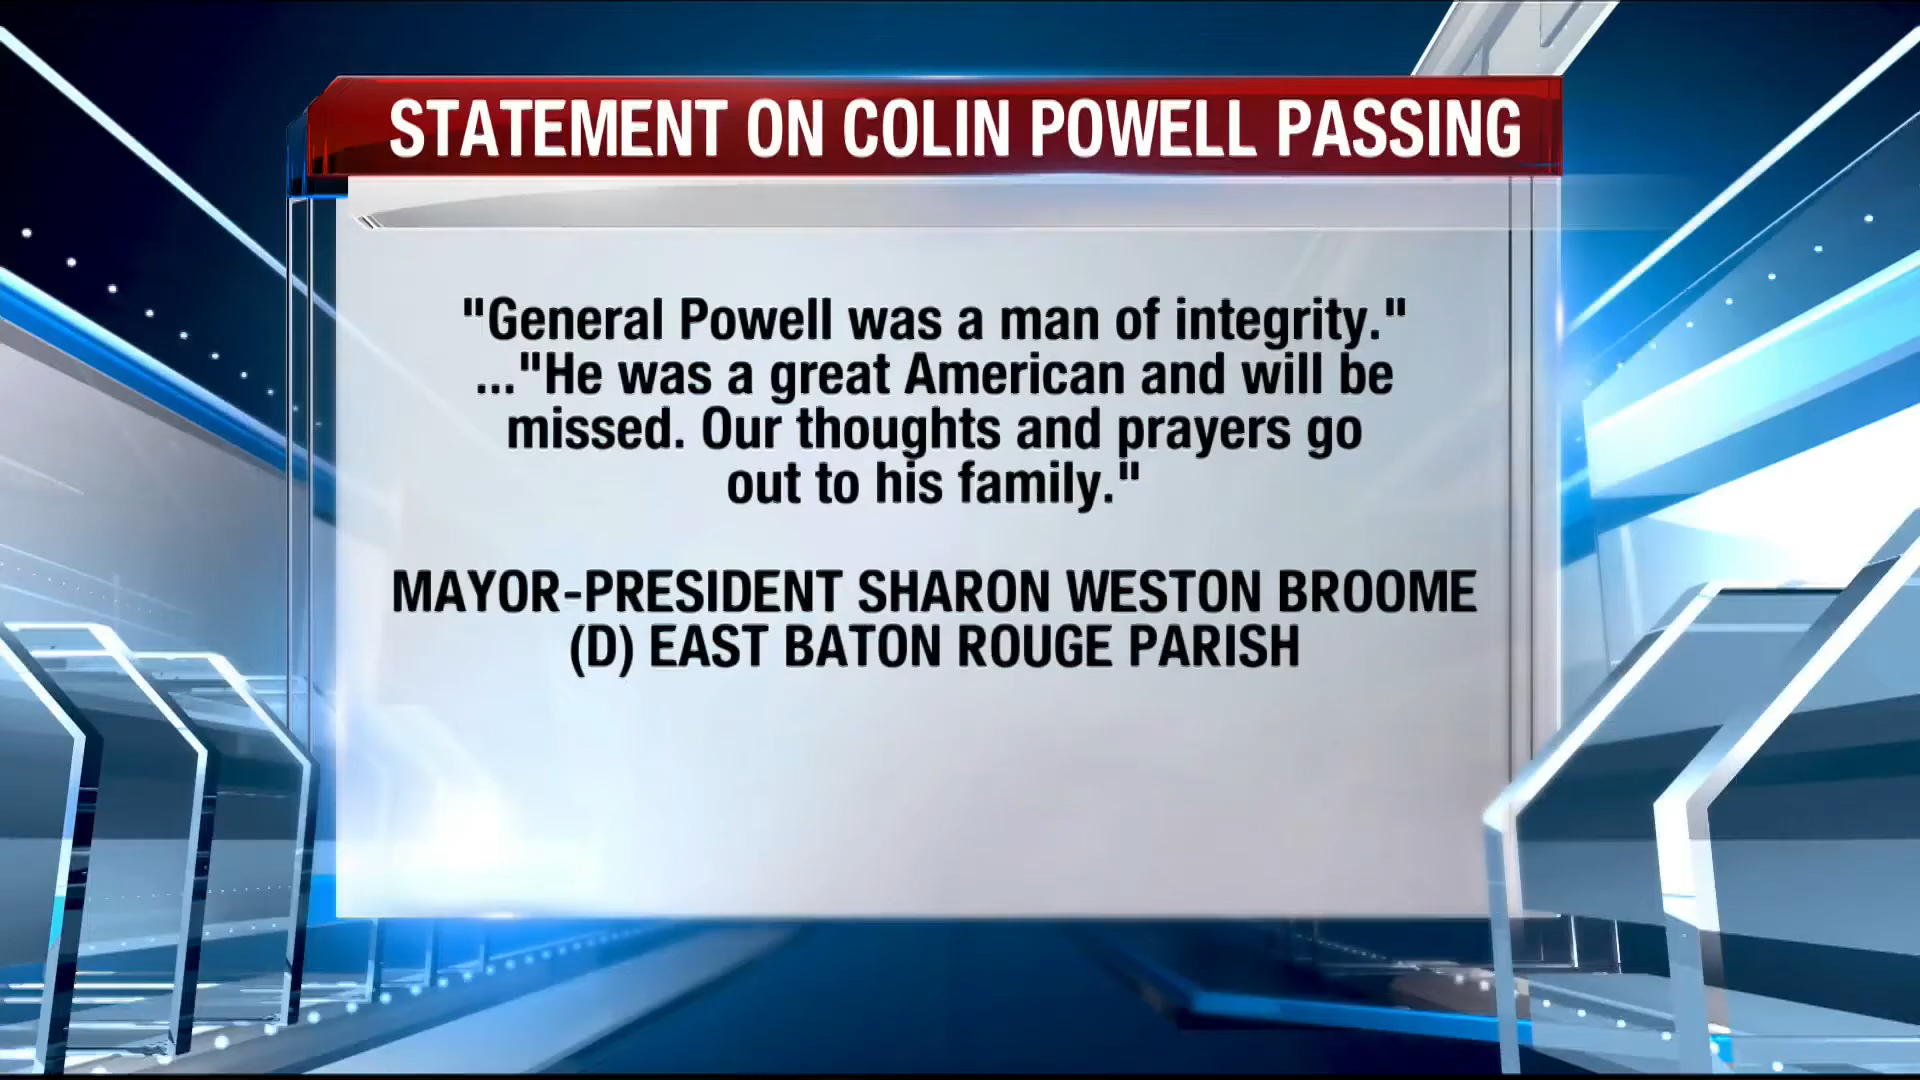 STATEMENT ON COLIN POWELL PASSING
"General Powell was a man of integrity."
..."He was a great American and will be
missed. Our thoughts and prayers go
out to his family."
MAYOR-PRESIDENT SHARON WESTON BROOME
(D) EAST BATON ROUGE PARISH